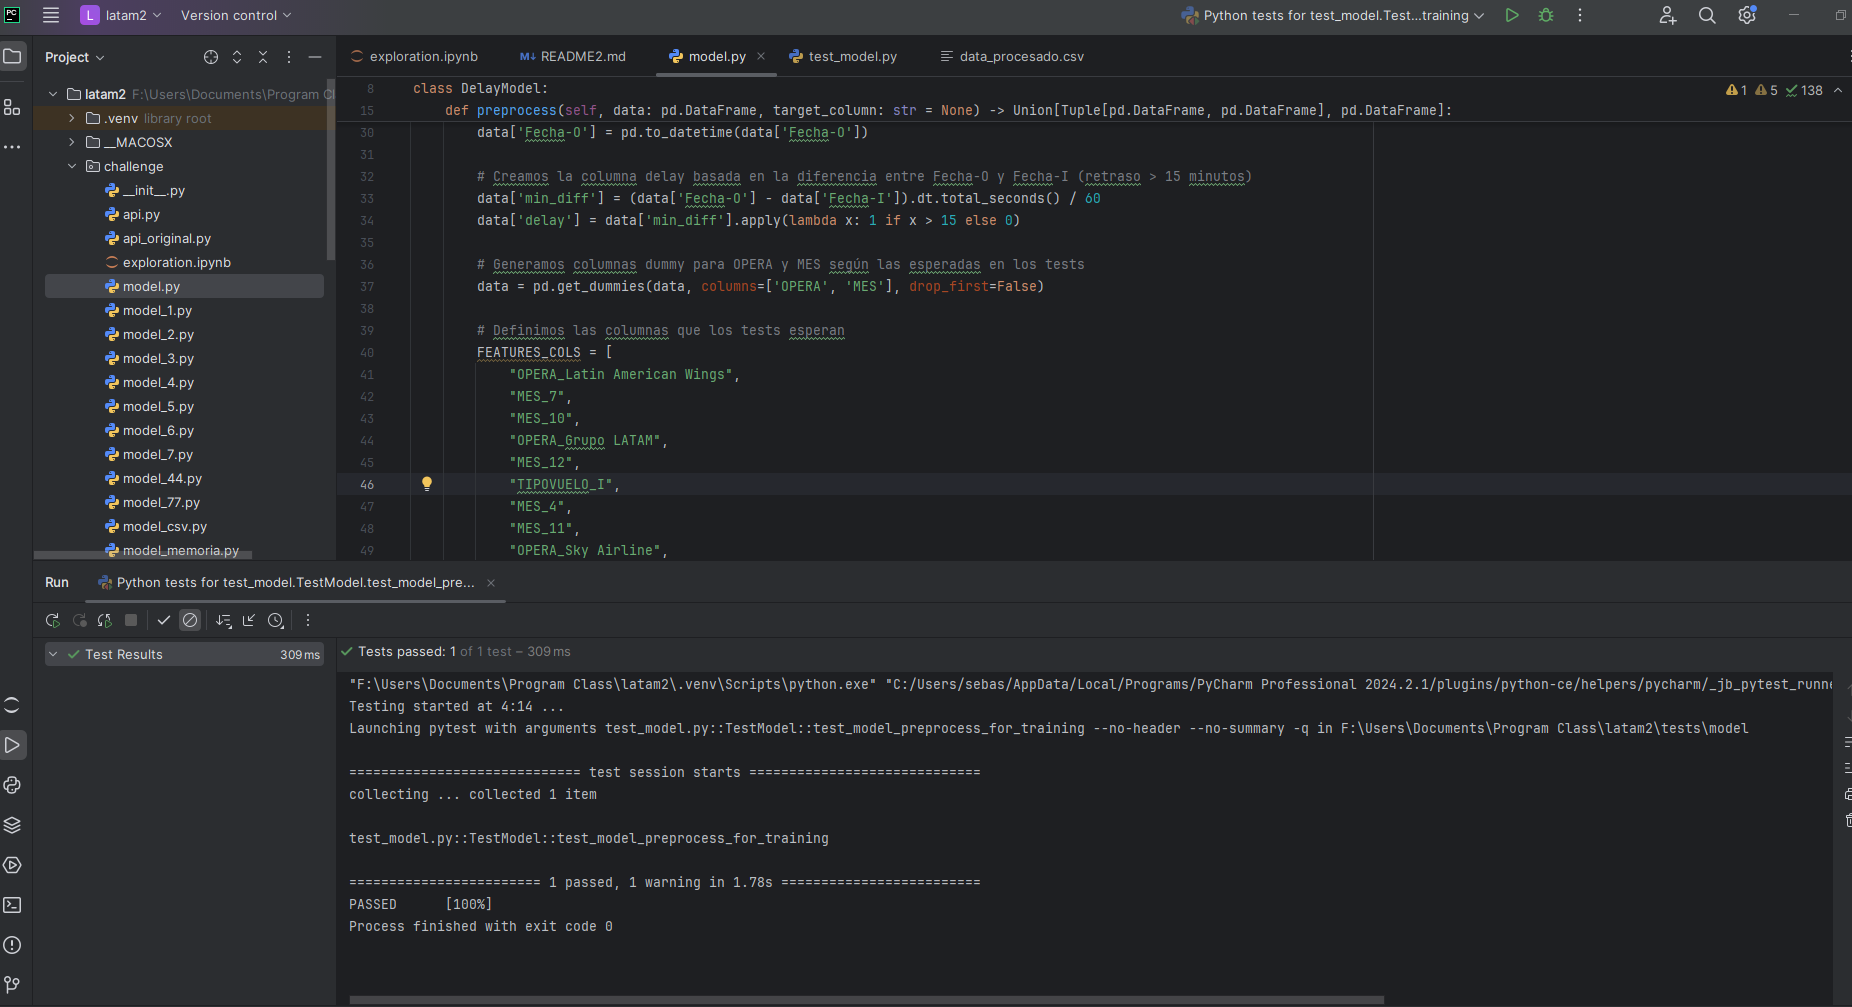 PC
L latam2 Version control
Python tests for test_model.Test...training
Project
latam2 F:\Users\Documents\Program Cl
.venv library root
__MACOSX
challenge
__init__.py
api.py
api_original.py
exploration.ipynb
model.py
model_1.py
model_2.py
model_3.py
model_4.py
model_5.py
model_6.py
model_7.py
model_44.py
model_77.py
model_csv.py
model_memoria.py
exploration.ipynb M↓ README2.md model.py test_model.py data_procesado.csv
1 5 138
8 class DelayModel:
15 def preprocess(self, data: pd.DataFrame, target_column: str = None) -> Union[Tuple[pd.DataFrame, pd.DataFrame], pd.DataFrame]:
30 data['Fecha-O'] = pd.to_datetime(data['Fecha-O'])
31
32 # Creamos la columna delay basada en la diferencia entre Fecha-O y Fecha-I (retraso > 15 minutos)
33 data['min_diff'] = (data['Fecha-O'] - data['Fecha-I']).dt.total_seconds() / 60
34 data['delay'] = data['min_diff'].apply(lambda x: 1 if x > 15 else 0)
35
36 # Generamos columnas dummy para OPERA y MES según las esperadas en los tests
37 data = pd.get_dummies(data, columns=['OPERA', 'MES'], drop_first=False)
38
39 # Definimos las columnas que los tests esperan
40 FEATURES_COLS = [
41 "OPERA_Latin American Wings",
42 "MES_7",
43 "MES_10",
44 "OPERA_Grupo LATAM",
45 "MES_12",
46 "TIPOVUELO_I",
47 "MES_4",
48 "MES_11",
49 "OPERA_Sky Airline",
Run Python tests for test_model.TestModel.test_model_pre...
Test Results 309 ms
Tests passed: 1 of 1 test – 309 ms
"F:\Users\Documents\Program Class\latam2\.venv\Scripts\python.exe" "C:/Users/sebas/AppData/Local/Programs/PyCharm Professional 2024.2.1/plugins/python-ce/helpers/pycharm/_jb_pytest_runne
Testing started at 4:14 ...
Launching pytest with arguments test_model.py::TestModel::test_model_preprocess_for_training --no-header --no-summary -q in F:\Users\Documents\Program Class\latam2\tests\model
============================= test session starts =============================
collecting ... collected 1 item
test_model.py::TestModel::test_model_preprocess_for_training
======================== 1 passed, 1 warning in 1.78s =========================
PASSED [100%]
Process finished with exit code 0